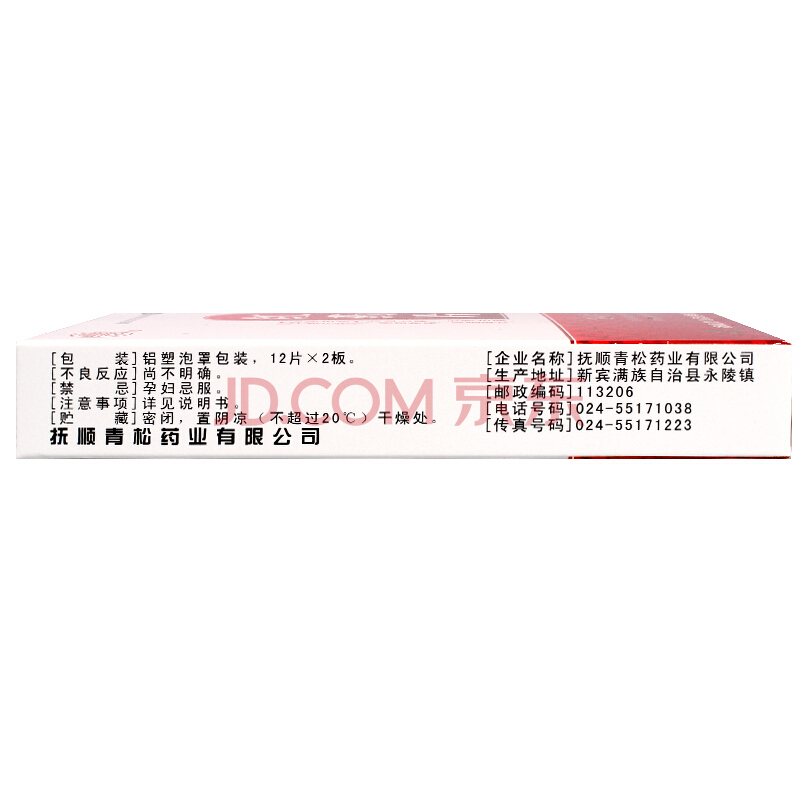 [包　　装]铝塑泡罩包装，12片×2板。
[不良反应]尚不明确。
[禁　　忌]孕妇忌服。
[注意事项]详见说明书。
[贮　　藏]密闭，置阴凉（不超过20℃）干燥处。
抚顺青松药业有限公司
[企业名称]抚顺青松药业有限公司
[生产地址]新宾满族自治县永陵镇
[邮政编码]113206
[电话号码]024-55171038
[传真号码]024-55171223
JD.COM 京东